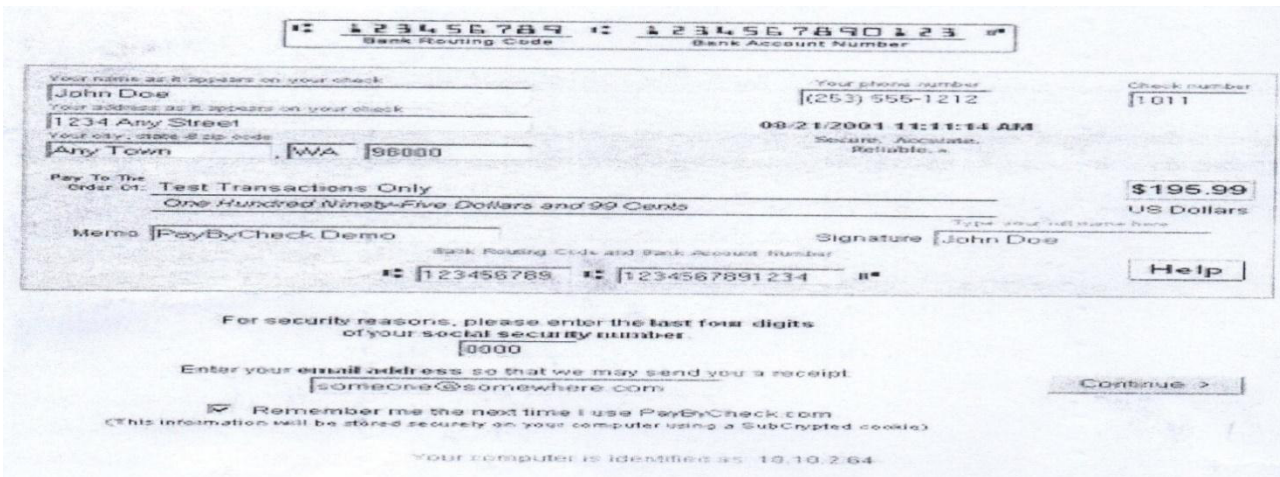 ⑆ 123456789 ⑆ 1234567890123 ⑈
Bank Routing Code Bank Account Number
Your name as it appears on your check Your phone number Check number
John Doe (253) 555-1212 1011
Your address as it appears on your check
1234 Any Street 08/21/2001 11:11:14 AM
Your city, state & zip code Secure, Accurate,
Any Town WA 98000 Reliable.
Pay To The
Order Of: Test Transactions Only $195.99
One Hundred Ninety-Five Dollars and 99 Cents US Dollars
Type your full name here
Memo PayByCheck Demo Signature John Doe
Bank Routing Code and Bank Account Number
⑆ 123456789 ⑆ 1234567891234 ⑈ Help
For security reasons, please enter the last four digits
of your social security number.
0000
Enter your email address so that we may send you a receipt
someone@somewhere.com Continue >
Remember me the next time I use PayByCheck.com
(This information will be stored securely on your computer using a SubCrypted cookie)
Your computer is identified as 10.10.2.64